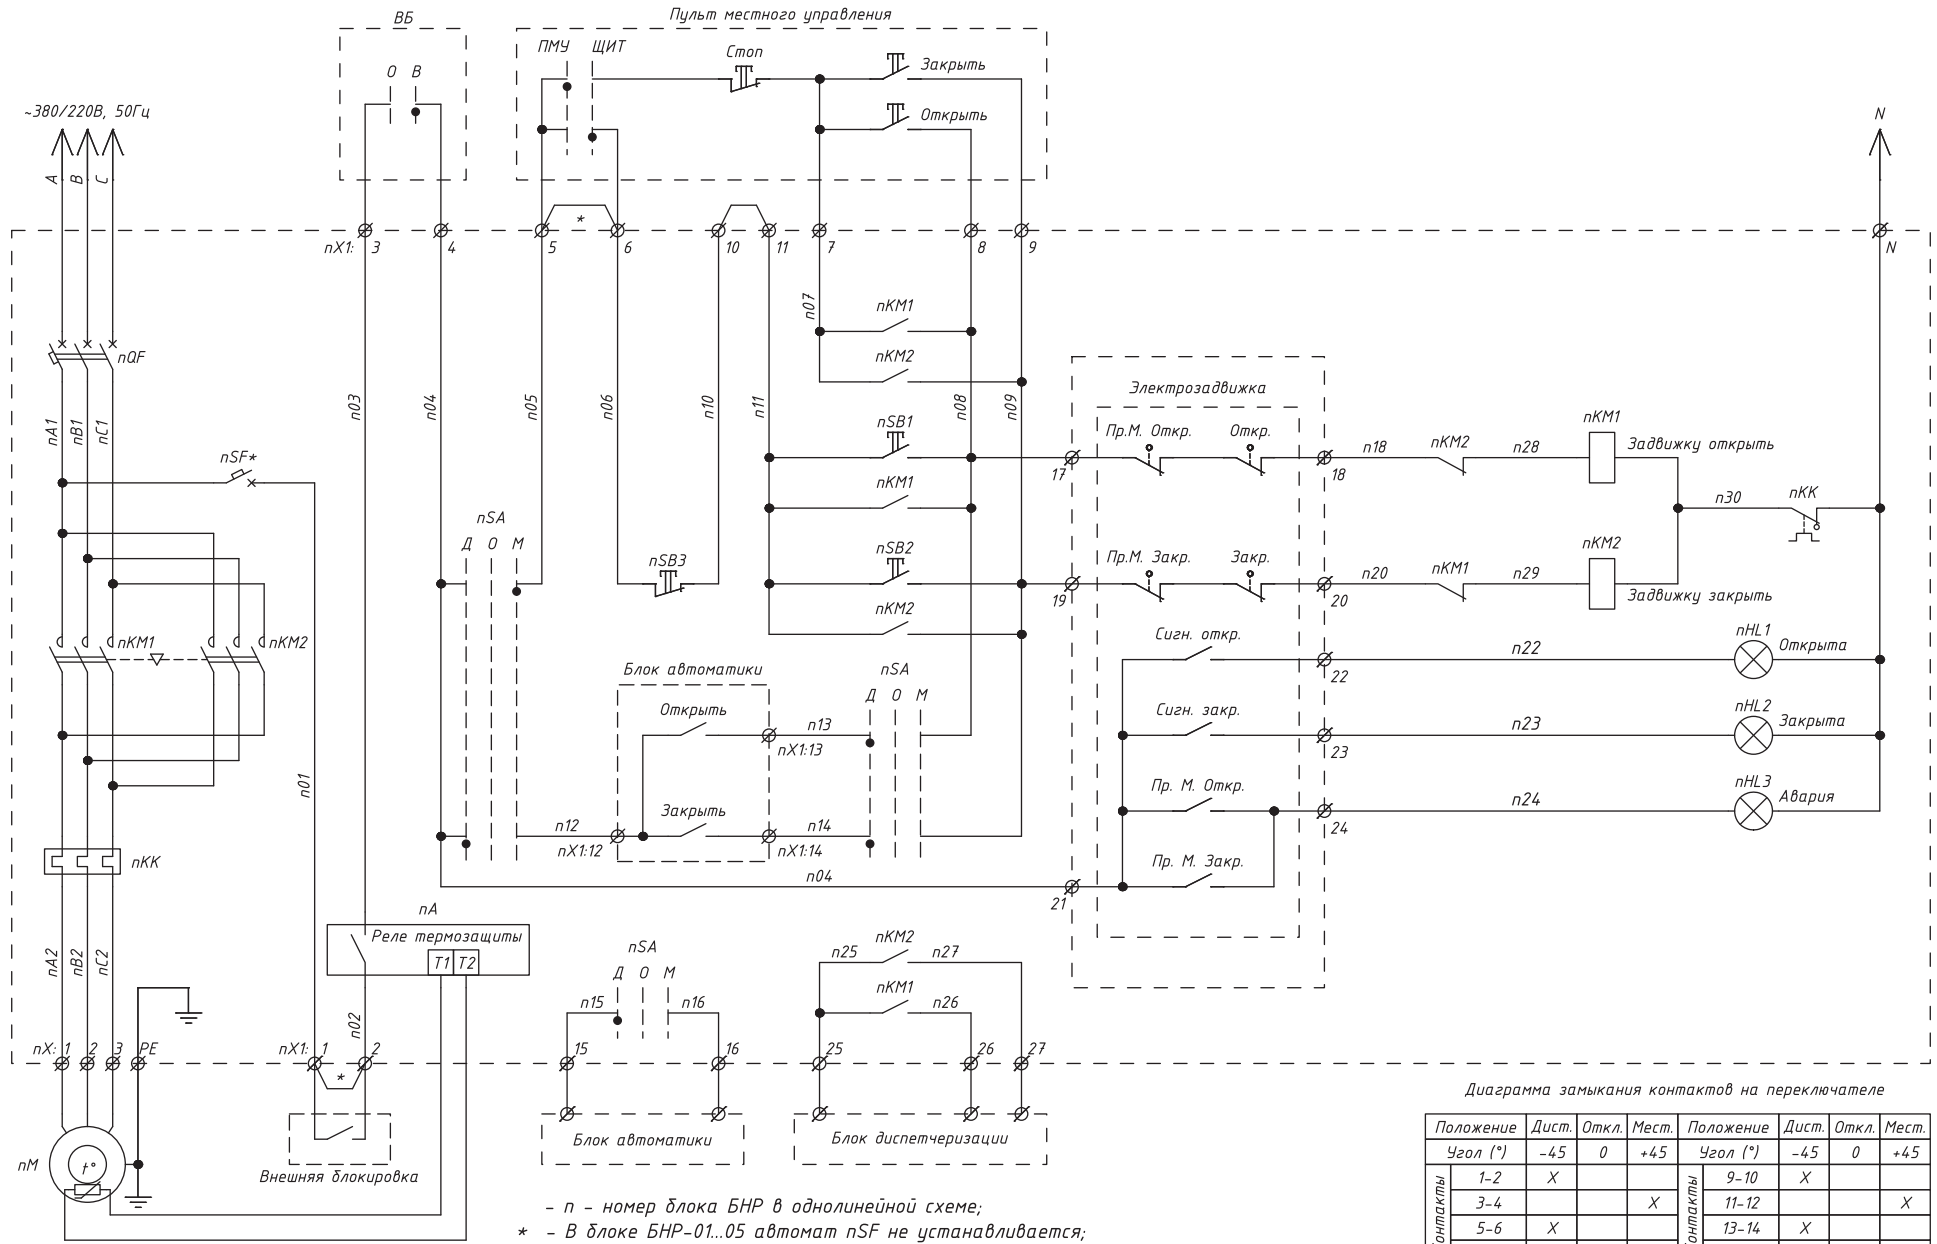 ВБ
О В
Пульт местного управления
ПМУ ЩИТ
Стоп
Закрыть
Открыть
~380/220В, 50Гц
A
B
C
N
nX1: 3
4
5
*
6
10
11
7
8
9
N
nQF
nA1
nB1
nC1
n03
n04
n05
n06
n10
n11
n07
n08
n09
nKM1
nKM2
nSB1
nKM1
nSB2
nKM2
nSF*
nSA
Д О М
nSB3
Электрозадвижка
Пр.М. Откр.
Откр.
17
18
n18
nKM2
n28
nKM1
Задвижку открыть
Пр.М. Закр.
Закр.
19
20
n20
nKM1
n29
nKM2
Задвижку закрыть
n30
nKK
Сигн. откр.
22
n22
nHL1
Открыта
Сигн. закр.
23
n23
nHL2
Закрыта
Пр. М. Откр.
24
n24
nHL3
Авария
Пр. М. Закр.
21
nKM1
nKM2
n01
Блок автоматики
Открыть
n13
nX1:13
Закрыть
n12
nX1:12
n14
nX1:14
nSA
Д О М
n04
nKK
nA2
nB2
nC2
nA
Реле термозащиты
T1 T2
n02
nSA
Д О М
n15
n16
nKM2
n25
n27
nKM1
n26
nX: 1
2
3
PE
nX1: 1
2
*
15
16
25
26
27
nM
t°
Внешняя блокировка
Блок автоматики
Блок диспетчеризации
- n - номер блока БНР в однолинейной схеме;
* - В блоке БНР-01...05 автомат nSF не устанавливается;
Диаграмма замыкания контактов на переключателе
Положение Дист. Откл. Мест. Положение Дист. Откл. Мест.
Угол (°) -45 0 +45 Угол (°) -45 0 +45
1-2 X 9-10 X
3-4 X 11-12 X
5-6 X 13-14 X